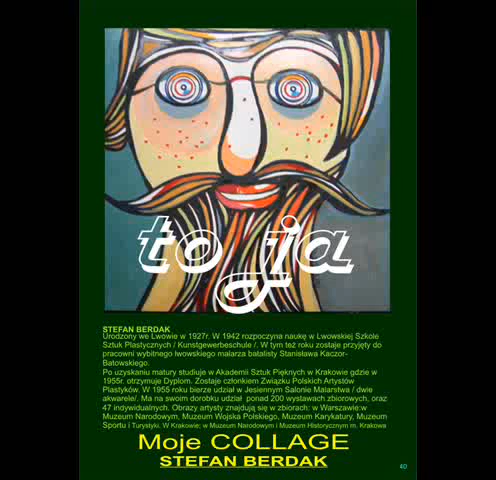 to ja
STEFAN BERDAK
Urodzony we Lwowie w 1927r. W 1942 rozpoczyna naukę w Lwowskiej Szkole
Sztuk Plastycznych / Kunstgewerbeschule /. W tym też roku zostaje przyjęty do
pracowni wybitnego lwowskiego malarza batalisty Stanisława Kaczor-
Batowskiego.
Po uzyskaniu matury studiuje w Akademii Sztuk Pięknych w Krakowie gdzie w
1955r. otrzymuje Dyplom. Zostaje członkiem Związku Polskich Artystów
Plastyków. W 1955 roku bierze udział w Jesiennym Salonie Malarstwa / dwie
akwarele/. Ma na swoim dorobku udział ponad 200 wystawach zbiorowych, oraz
47 indywidualnych. Obrazy artysty znajdują się w zbiorach: w Warszawie:w
Muzeum Narodowym, Muzeum Wojska Polskiego, Muzeum Karykatury, Muzeum
Sportu i Turystyki. W Krakowie; w Muzeum Narodowym i Muzeum Historycznym m. Krakowa
Moje COLLAGE
STEFAN BERDAK
40